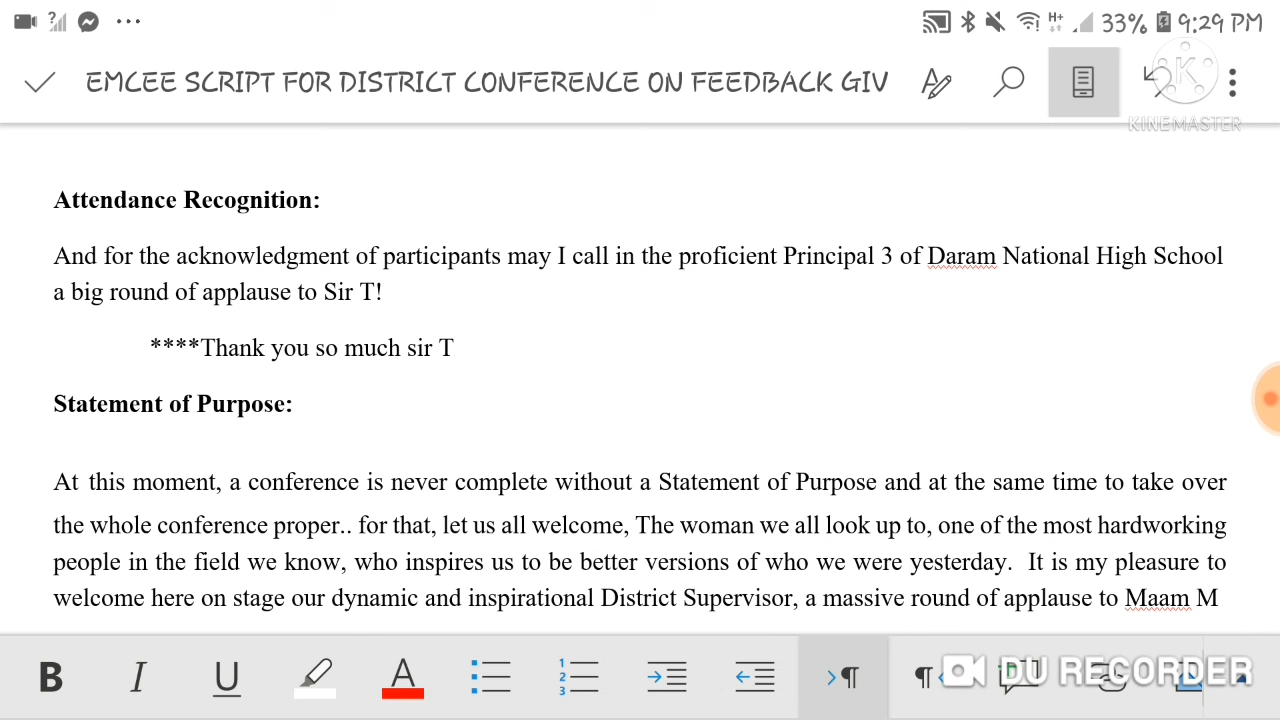 33% 9:29 PM
EMCEE SCRIPT FOR DISTRICT CONFERENCE ON FEEDBACK GIV
KINEMASTER
Attendance Recognition:
And for the acknowledgment of participants may I call in the proficient Principal 3 of Daram National High School
a big round of applause to Sir T!
****Thank you so much sir T
Statement of Purpose:
At this moment, a conference is never complete without a Statement of Purpose and at the same time to take over
the whole conference proper.. for that, let us all welcome, The woman we all look up to, one of the most hardworking
people in the field we know, who inspires us to be better versions of who we were yesterday.  It is my pleasure to
welcome here on stage our dynamic and inspirational District Supervisor, a massive round of applause to Maam M
B I U A
DU RECORDER